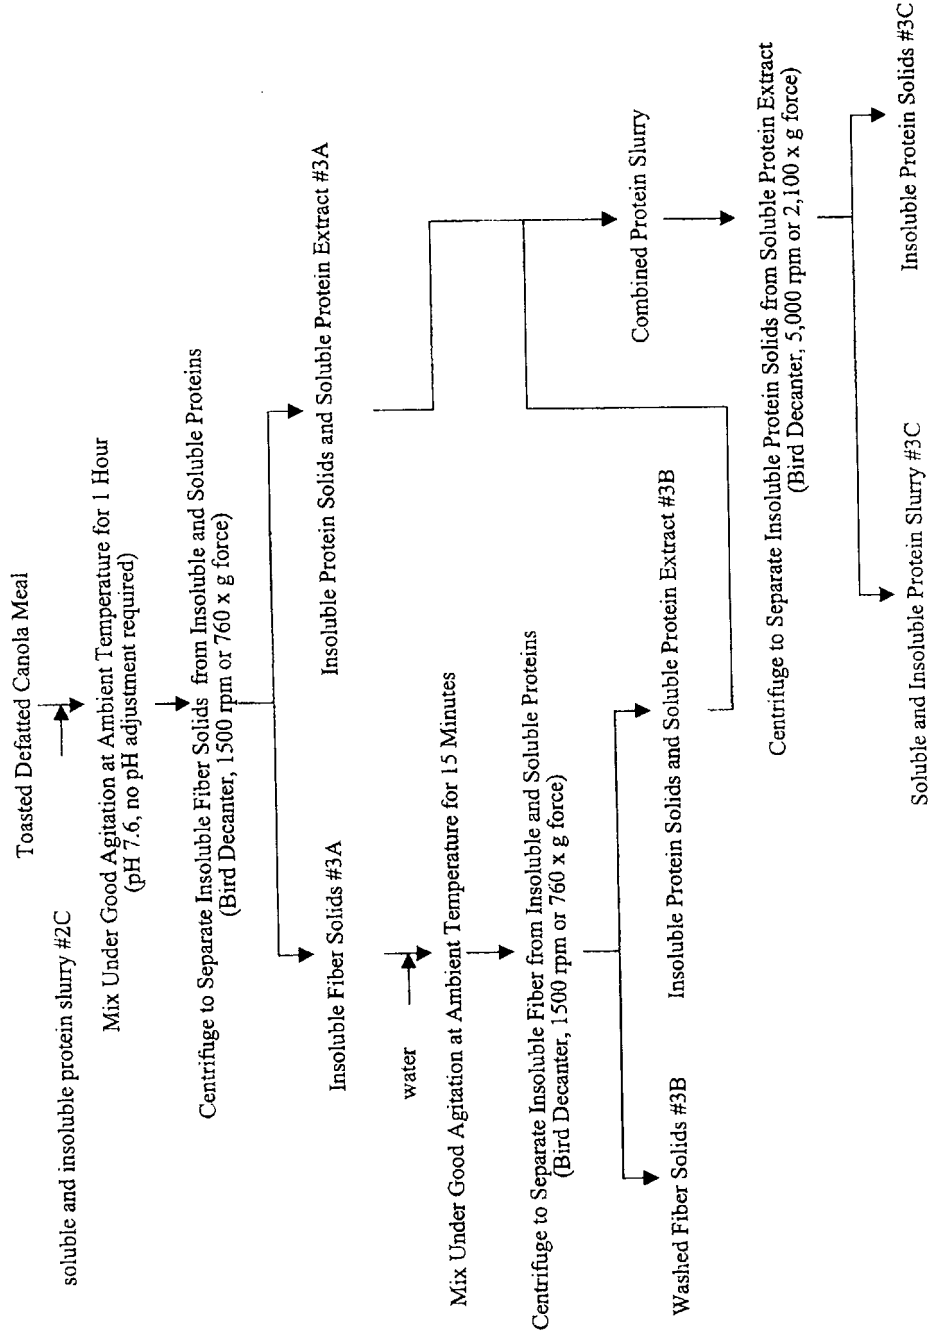 Toasted Defatted Canola Meal
soluble and insoluble protein slurry #2C
Mix Under Good Agitation at Ambient Temperature for 1 Hour
(pH 7.6, no pH adjustment required)
Centrifuge to Separate Insoluble Fiber Solids from Insoluble and Soluble Proteins
(Bird Decanter, 1500 rpm or 760 x g force)
Insoluble Fiber Solids #3A
Insoluble Protein Solids and Soluble Protein Extract #3A
water
Mix Under Good Agitation at Ambient Temperature for 15 Minutes
Centrifuge to Separate Insoluble Fiber from Insoluble and Soluble Proteins
(Bird Decanter, 1500 rpm or 760 x g force)
Washed Fiber Solids #3B
Insoluble Protein Solids and Soluble Protein Extract #3B
Combined Protein Slurry
Centrifuge to Separate Insoluble Protein Solids from Soluble Protein Extract
(Bird Decanter, 5,000 rpm or 2,100 x g force)
Soluble and Insoluble Protein Slurry #3C
Insoluble Protein Solids #3C